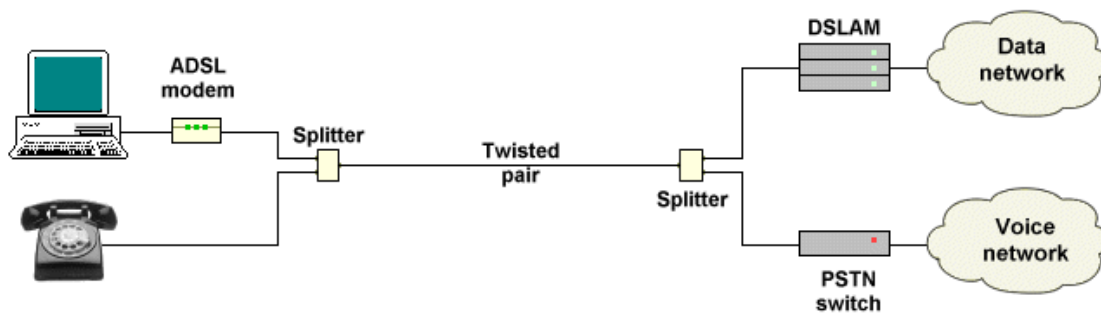 ADSL
modem
Splitter
Twisted
pair
Splitter
DSLAM
Data
network
PSTN
switch
Voice
network